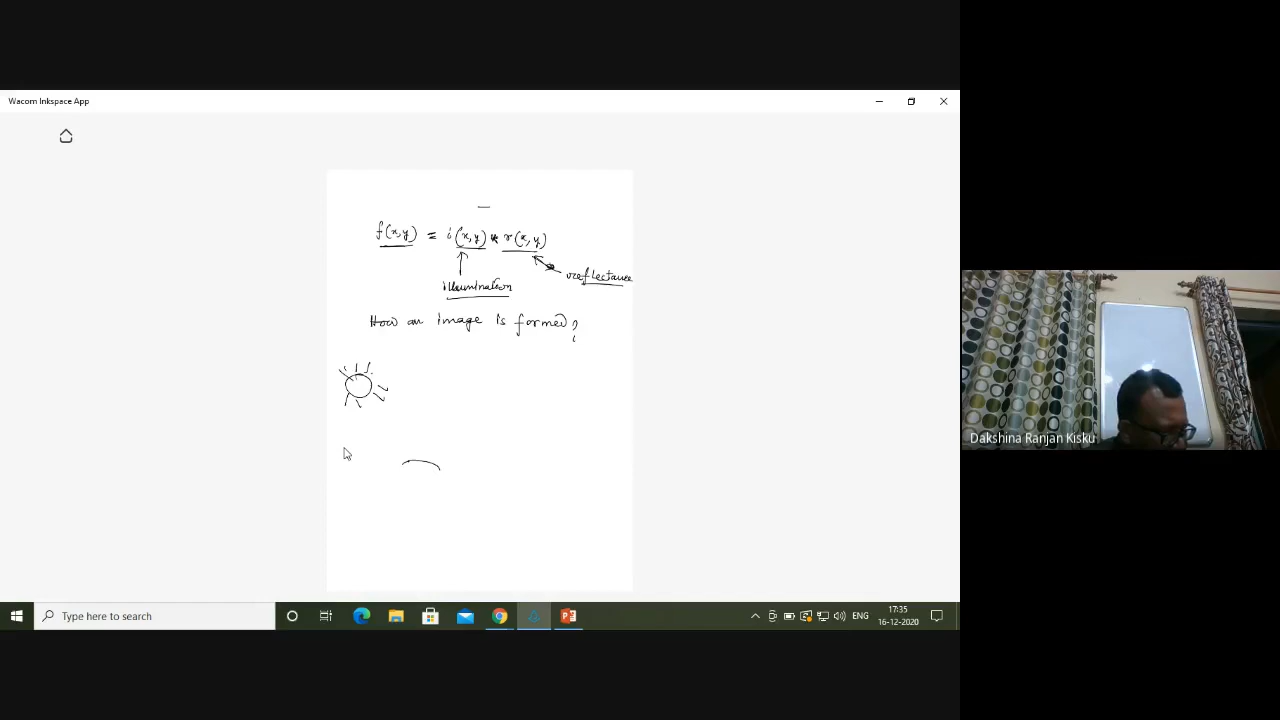 Wacom Inkspace App
f(x,y) = i(x,y) * r(x,y)
illumination
reflectance
How an image is formed?
Dakshina Ranjan Kisku
Type here to search
ENG
17:35
16-12-2020